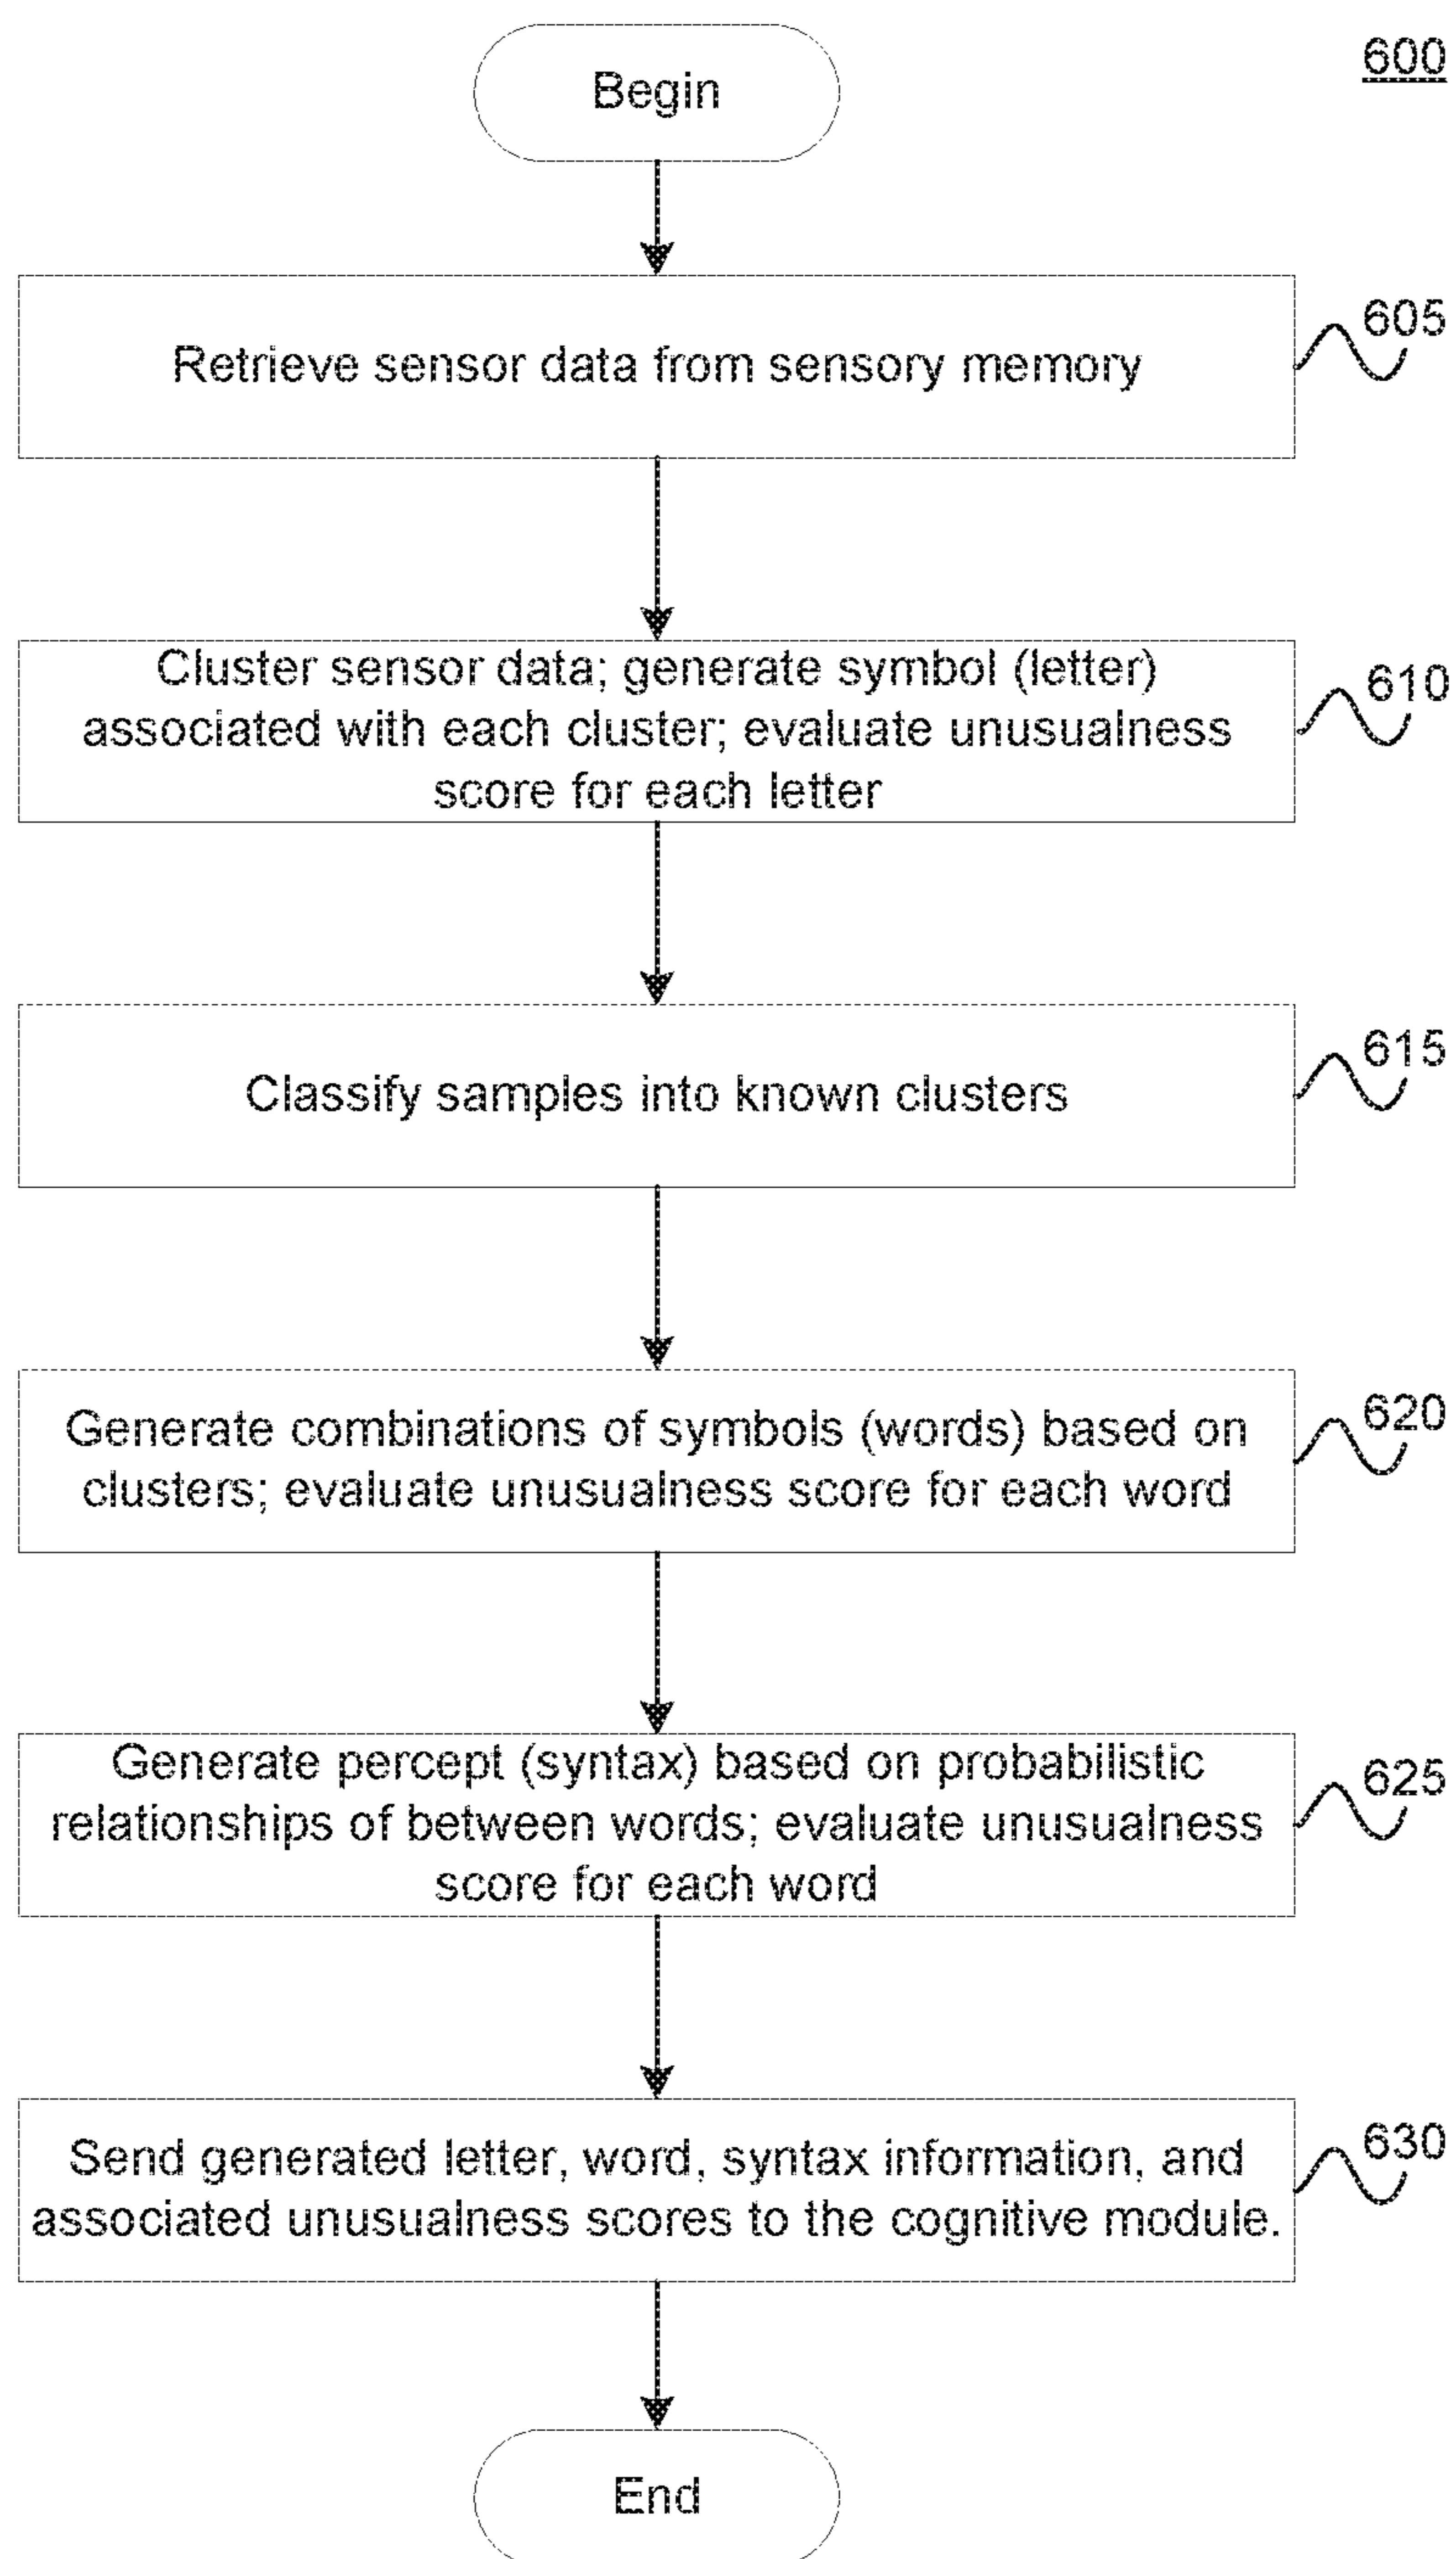 600
Begin
Retrieve sensor data from sensory memory
605
Cluster sensor data; generate symbol (letter)
associated with each cluster; evaluate unusualness
score for each letter
610
Classify samples into known clusters
615
Generate combinations of symbols (words) based on
clusters; evaluate unusualness score for each word
620
Generate percept (syntax) based on probabilistic
relationships of between words; evaluate unusualness
score for each word
625
Send generated letter, word, syntax information, and
associated unusualness scores to the cognitive module.
630
End